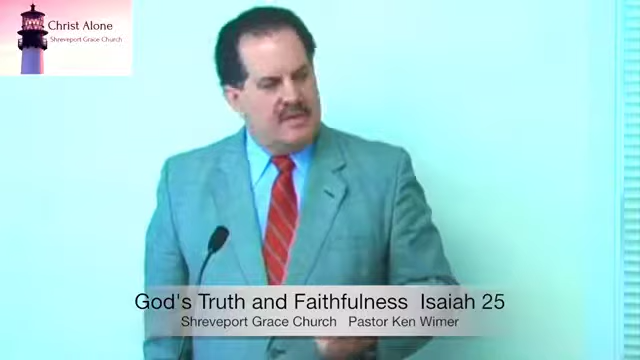 Christ Alone
Shreveport Grace Church
God's Truth and Faithfulness  Isaiah 25
Shreveport Grace Church   Pastor Ken Wimer